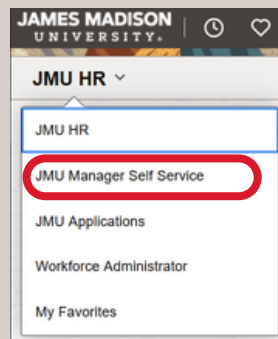 JAMES MADISON
UNIVERSITY.
JMU HR
JMU HR
JMU Manager Self Service
JMU Applications
Workforce Administrator
My Favorites